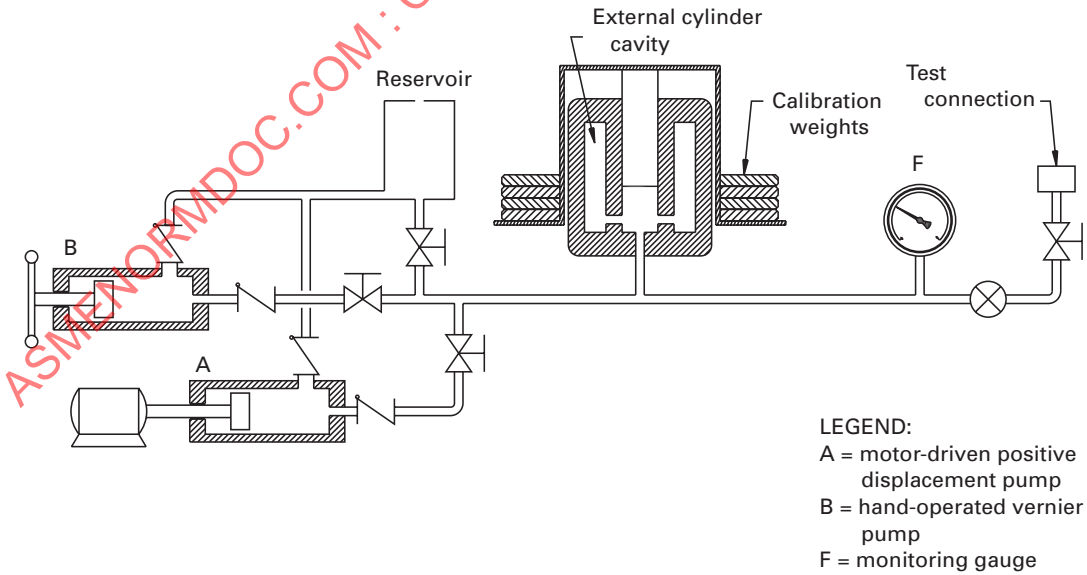 External cylinder
cavity
Reservoir
Calibration
weights
Test
connection
F
B
A
LEGEND:
A = motor-driven positive
displacement pump
B = hand-operated vernier
pump
F = monitoring gauge
ASMENORMDOC.COM : C